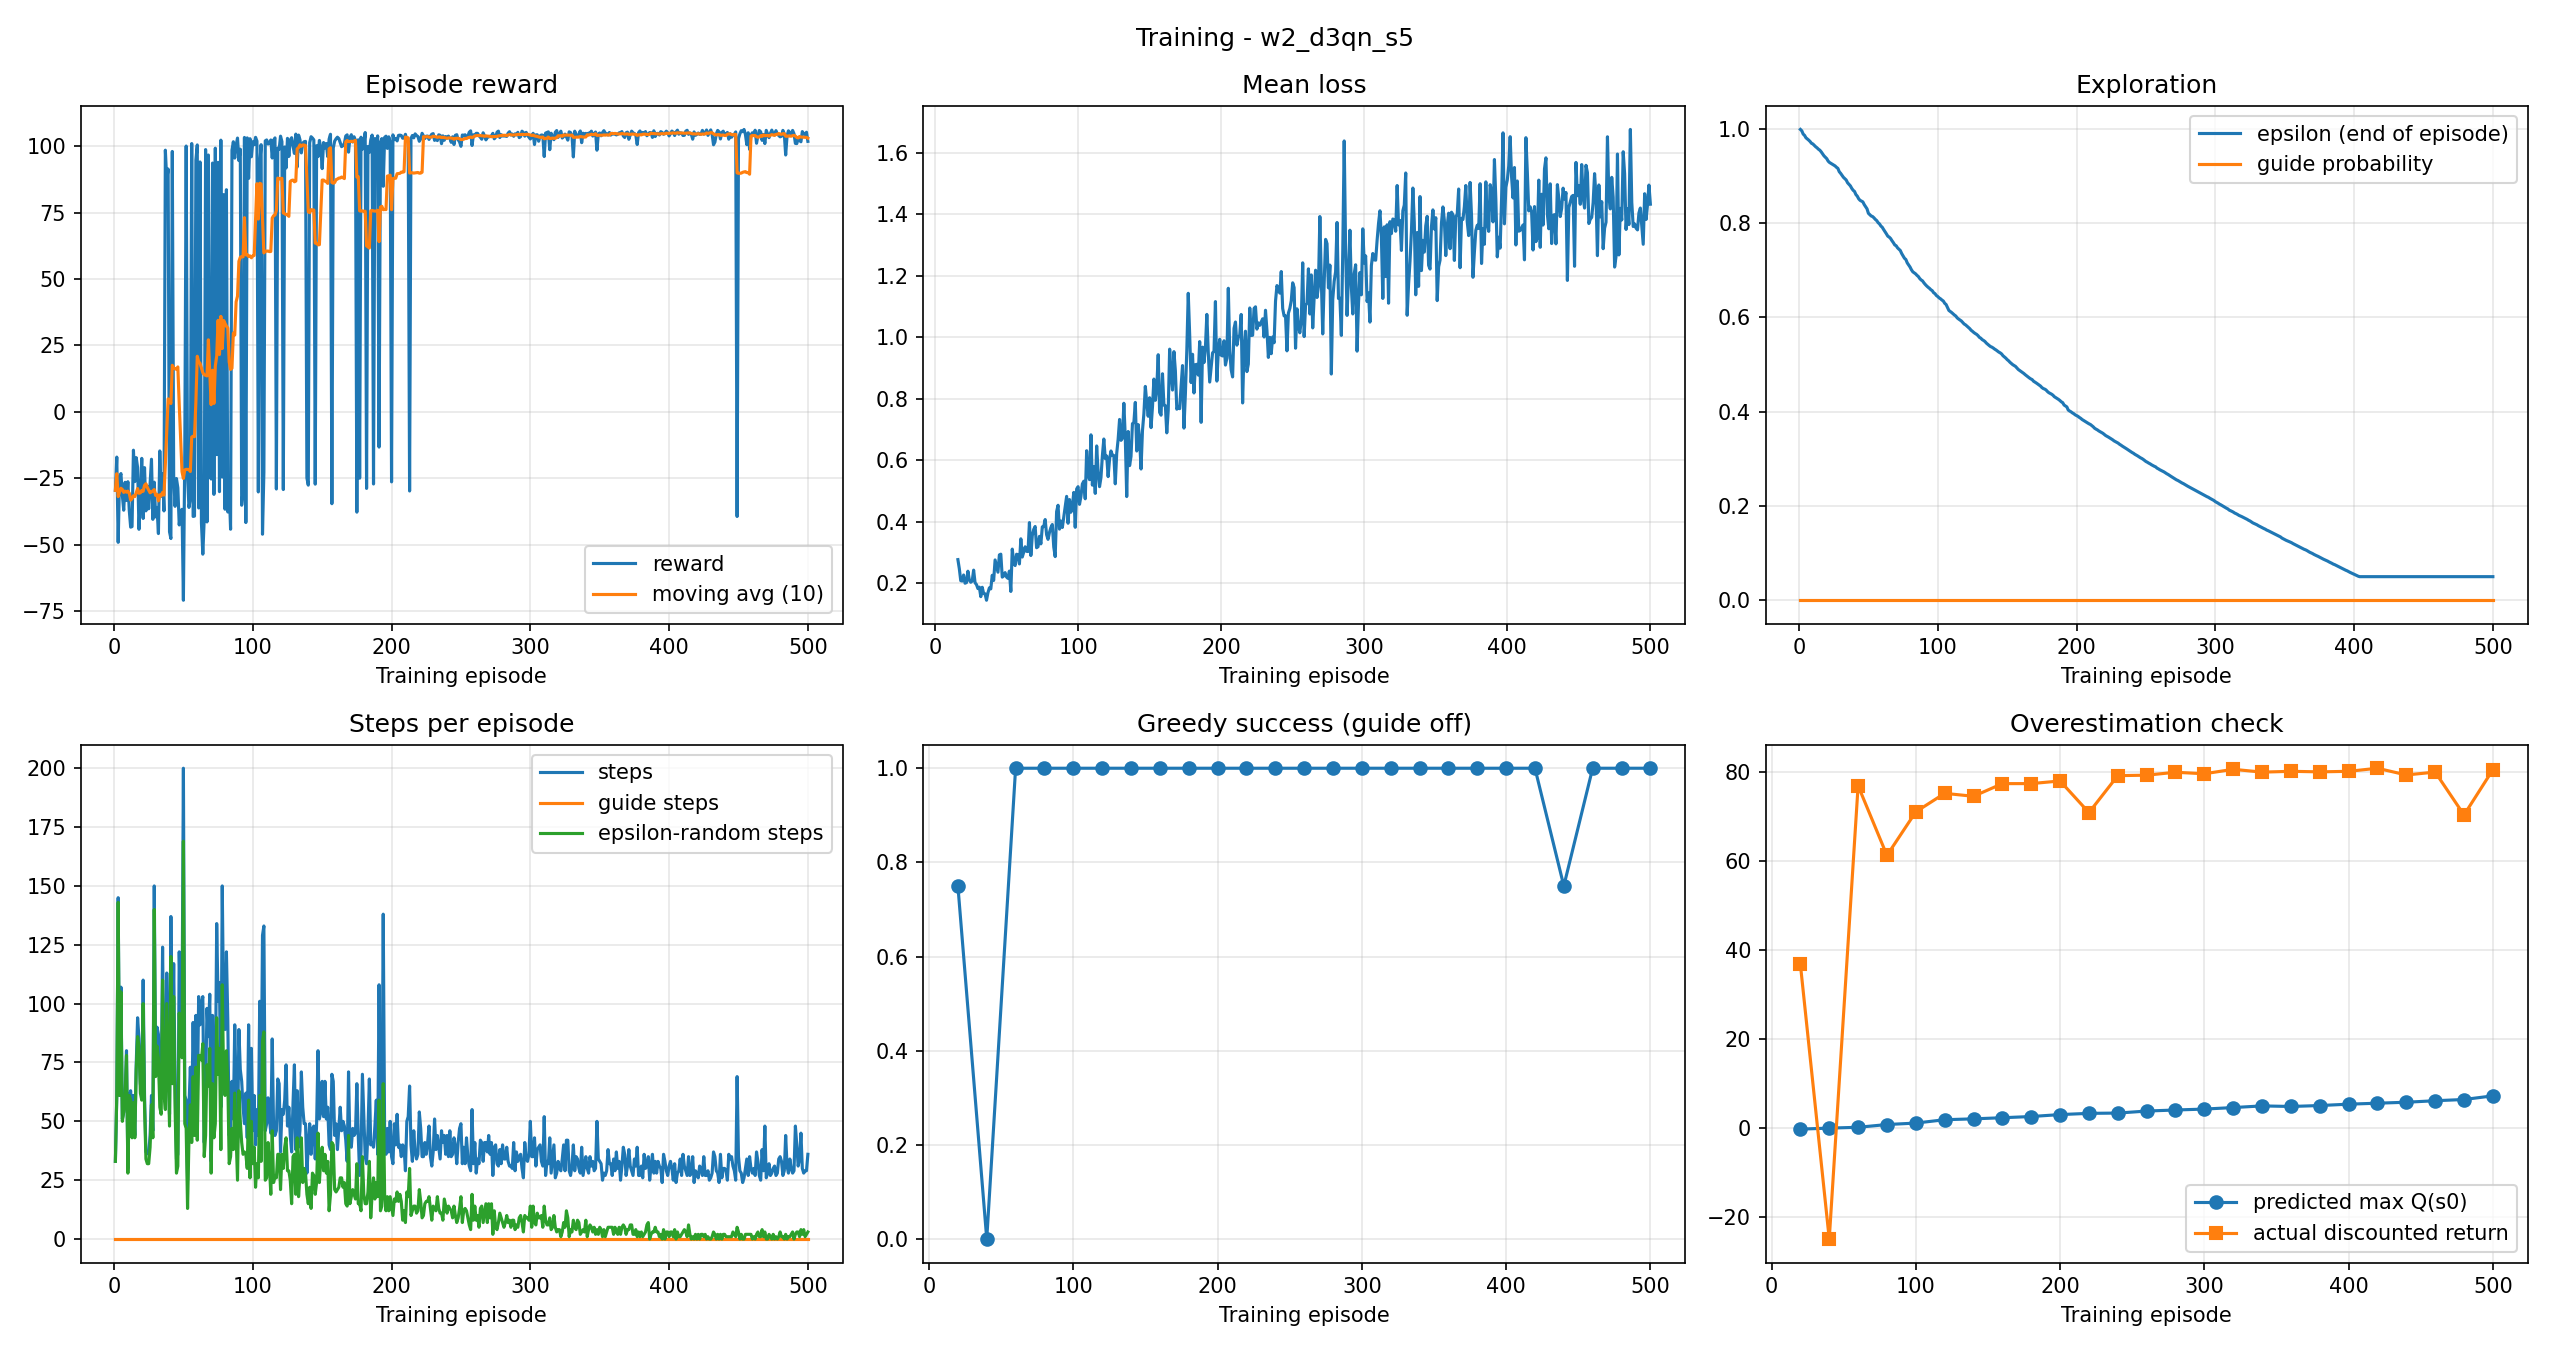 Training - w2_d3qn_s5
Episode reward
100
75
50
25
0
−25
−50
−75
reward
moving avg (10)
0 100 200 300 400 500
Training episode
Mean loss
1.6
1.4
1.2
1.0
0.8
0.6
0.4
0.2
0 100 200 300 400 500
Training episode
Exploration
1.0
0.8
0.6
0.4
0.2
0.0
epsilon (end of episode)
guide probability
0 100 200 300 400 500
Training episode
Steps per episode
200
175
150
125
100
75
50
25
0
steps
guide steps
epsilon-random steps
0 100 200 300 400 500
Training episode
Greedy success (guide off)
1.0
0.8
0.6
0.4
0.2
0.0
0 100 200 300 400 500
Training episode
Overestimation check
80
60
40
20
0
−20
predicted max Q(s0)
actual discounted return
0 100 200 300 400 500
Training episode